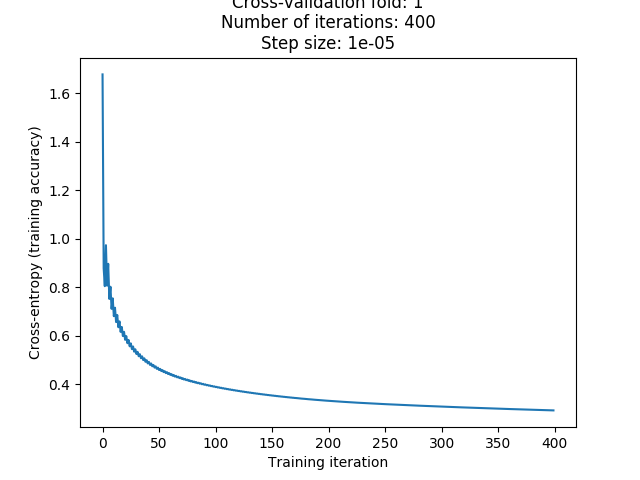 Cross-validation fold: 1
Number of iterations: 400
Step size: 1e-05
Cross-entropy (training accuracy)
1.6
1.4
1.2
1.0
0.8
0.6
0.4
0 50 100 150 200 250 300 350 400
Training iteration